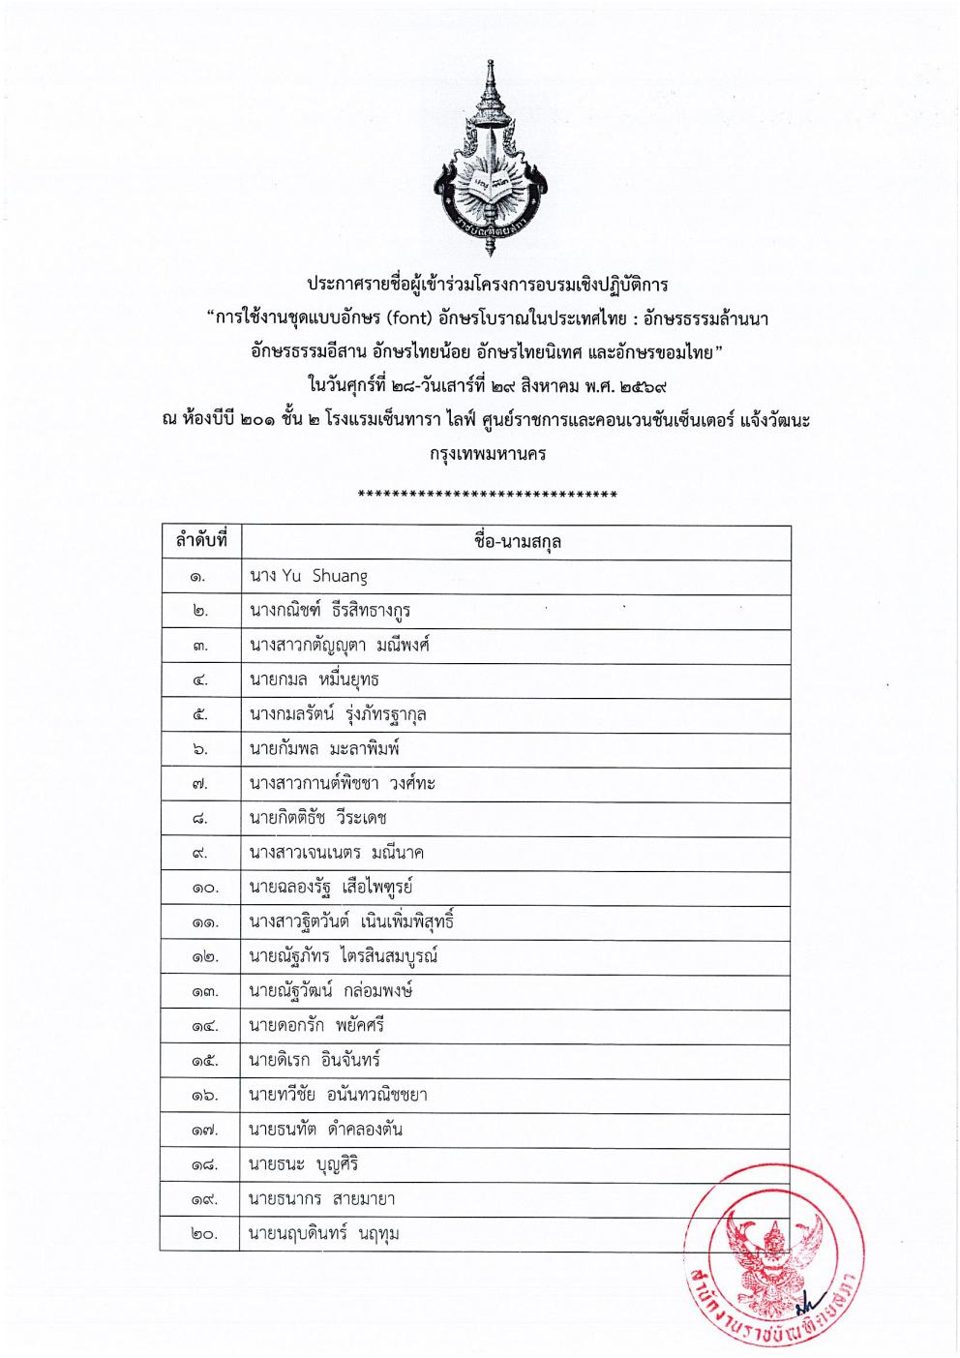 ราชบัณฑิตยสภา
ประกาศรายชื่อผู้เข้าร่วมโครงการอบรมเชิงปฏิบัติการ
“การใช้งานชุดแบบอักษร (font) อักษรโบราณในประเทศไทย : อักษรธรรมล้านนา
อักษรธรรมอีสาน อักษรไทยน้อย อักษรไทยนิเทศ และอักษรขอมไทย”
ในวันศุกร์ที่ ๒๘-วันเสาร์ที่ ๒๙ สิงหาคม พ.ศ. ๒๕๖๙
ณ ห้องบีบี ๒๐๑ ชั้น ๒ โรงแรมเซ็นทารา ไลฟ์ ศูนย์ราชการและคอนเวนชันเซ็นเตอร์ แจ้งวัฒนะ
กรุงเทพมหานคร
******************************
ลำดับที่ ชื่อ-นามสกุล
๑. นาง Yu Shuang
๒. นางกณิชฑ์ ธีรสิทธางกูร
๓. นางสาวกตัญญุตา มณีพงศ์
๔. นายกมล หมื่นยุทธ
๕. นางกมลรัตน์ รุ่งภัทรฐากุล
๖. นายกัมพล มะลาพิมพ์
๗. นางสาวกานต์พิชชา วงศ์ทะ
๘. นายกิตติธัช วีระเดช
๙. นางสาวเจนเนตร มณีนาค
๑๐. นายฉลองรัฐ เสือไพฑูรย์
๑๑. นางสาวฐิตวันต์ เนินเพิ่มพิสุทธิ์
๑๒. นายณัฐภัทร ไตรสินสมบูรณ์
๑๓. นายณัฐวัฒน์ กล่อมพงษ์
๑๔. นายดอกรัก พยัคศรี
๑๕. นายดิเรก อินจันทร์
๑๖. นายทวีชัย อนันทวณิชชยา
๑๗. นายธนทัต ดำคลองตัน
๑๘. นายธนะ บุญศิริ
๑๙. นายธนากร สายมายา
๒๐. นายนฤบดินทร์ นฤทุม
สำนักงานราชบัณฑิตยสภา